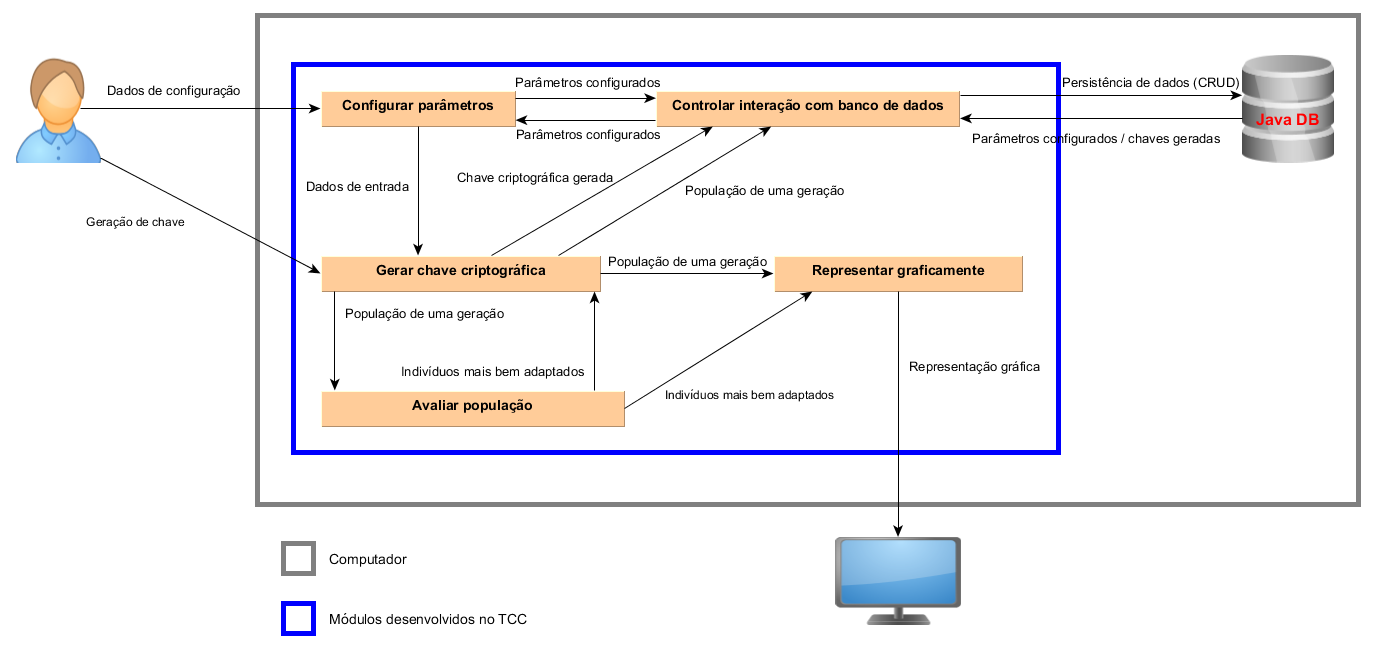 Dados de configuração
Configurar parâmetros
Parâmetros configurados
Controlar interação com banco de dados
Persistência de dados (CRUD)
Java DB
Parâmetros configurados
Parâmetros configurados / chaves geradas
Dados de entrada
Chave criptográfica gerada
População de uma geração
Geração de chave
Gerar chave criptográfica
População de uma geração
Representar graficamente
População de uma geração
Indivíduos mais bem adaptados
Representação gráfica
Avaliar população
Indivíduos mais bem adaptados
Computador
Módulos desenvolvidos no TCC